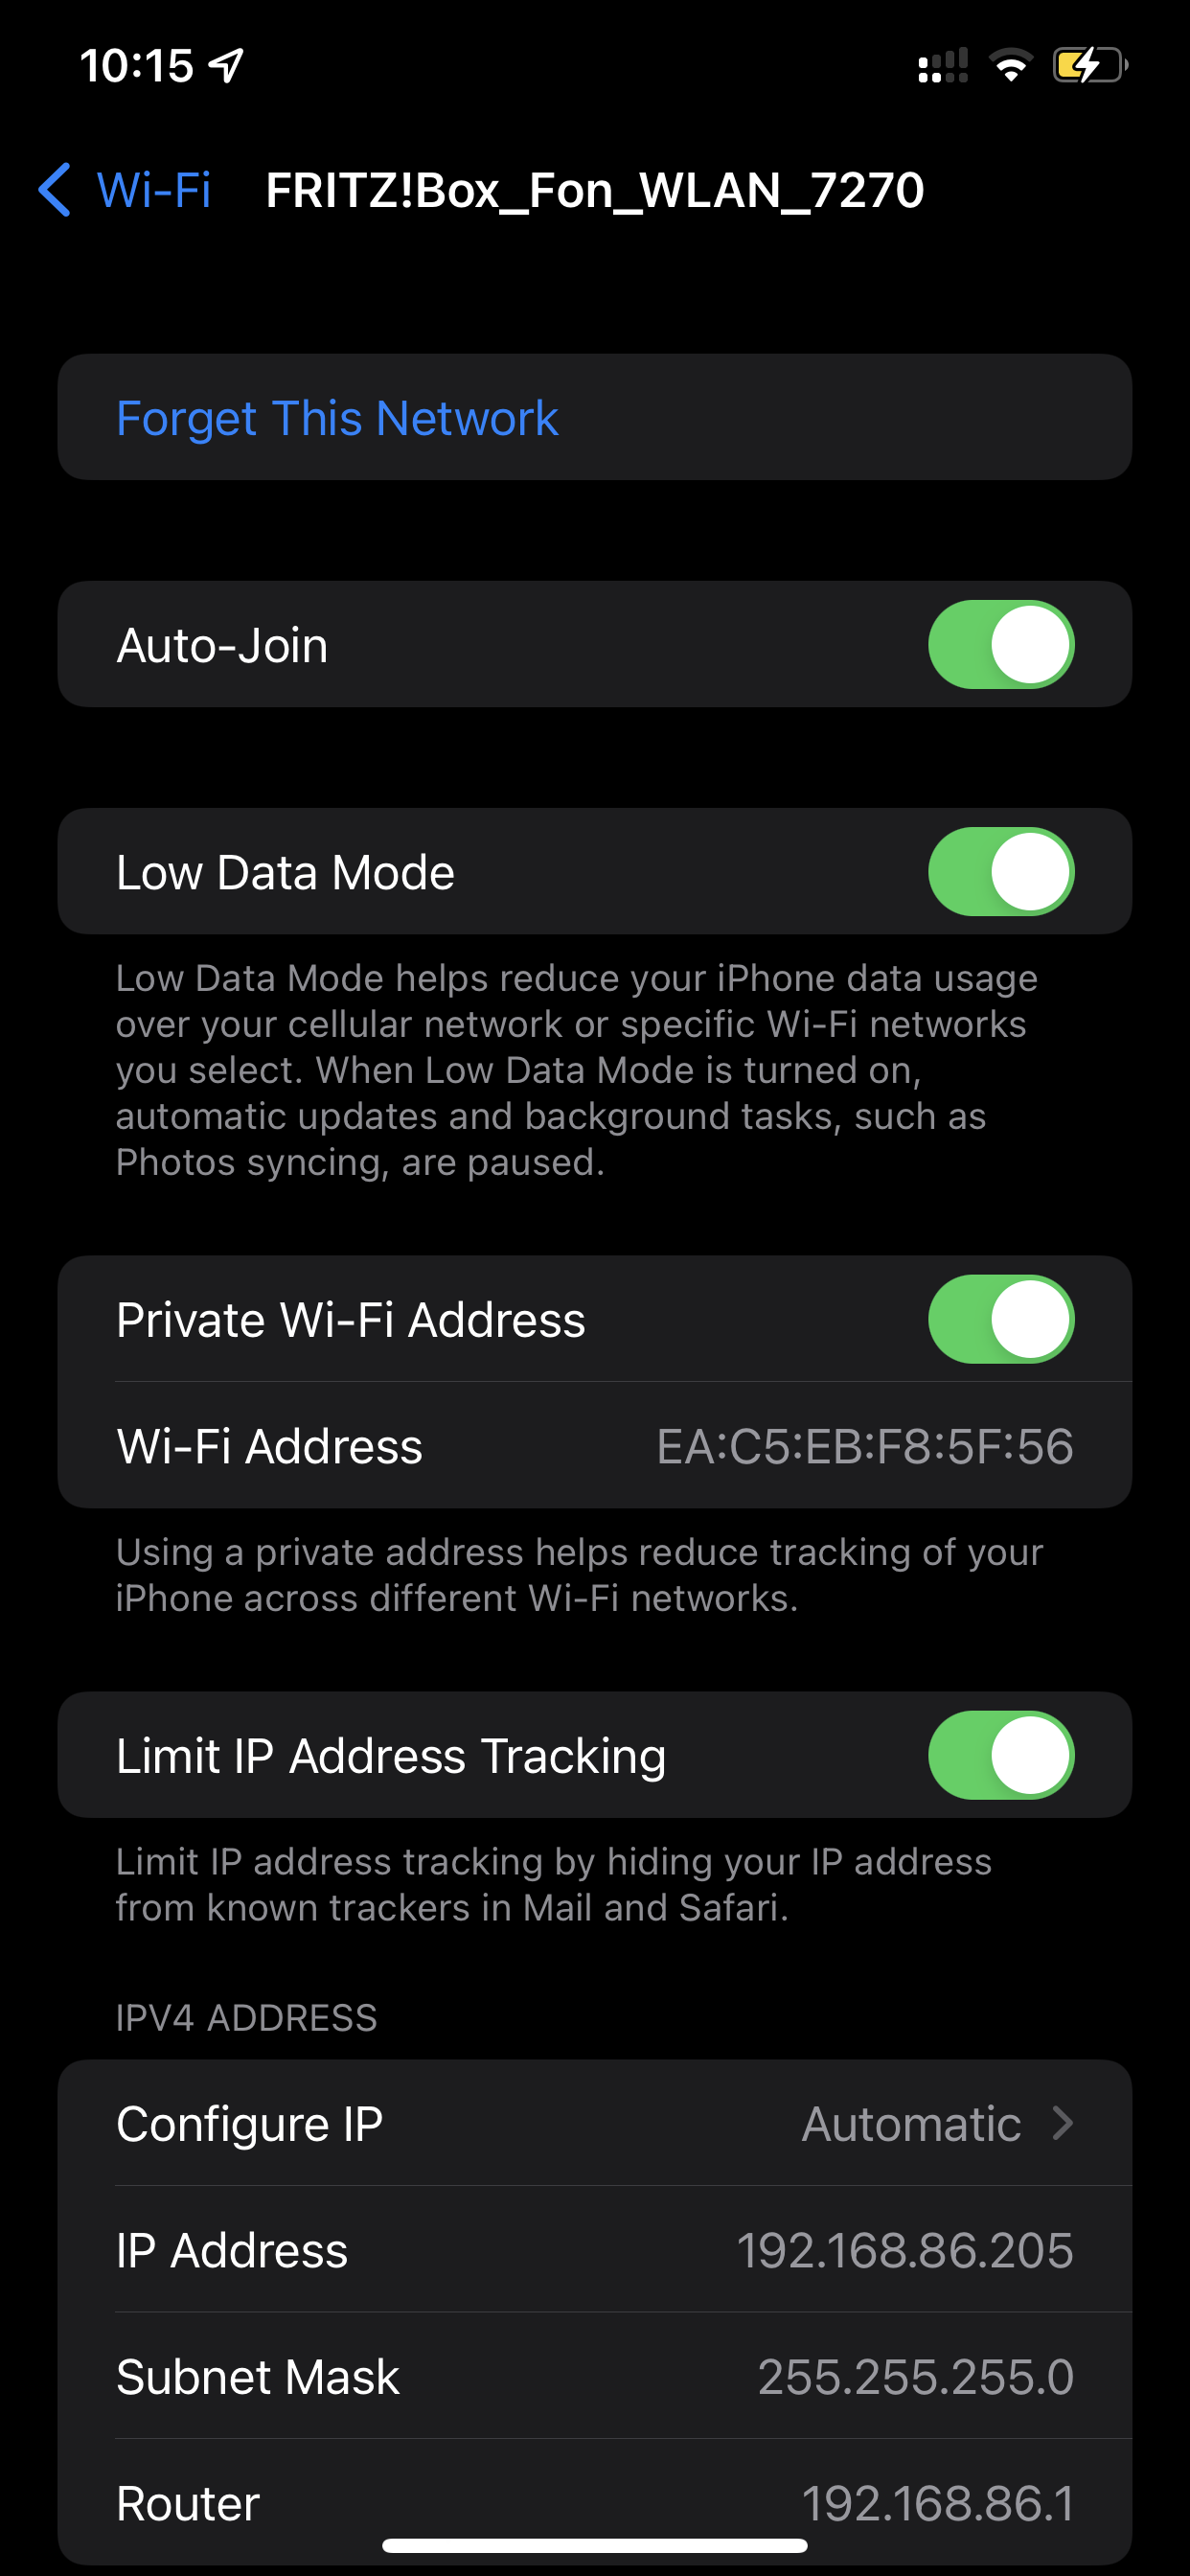 10:15
Wi-Fi FRITZ!Box_Fon_WLAN_7270
Forget This Network
Auto-Join
Low Data Mode
Low Data Mode helps reduce your iPhone data usage
over your cellular network or specific Wi-Fi networks
you select. When Low Data Mode is turned on,
automatic updates and background tasks, such as
Photos syncing, are paused.
Private Wi-Fi Address
Wi-Fi Address EA:C5:EB:F8:5F:56
Using a private address helps reduce tracking of your
iPhone across different Wi-Fi networks.
Limit IP Address Tracking
Limit IP address tracking by hiding your IP address
from known trackers in Mail and Safari.
IPV4 ADDRESS
Configure IP Automatic
IP Address 192.168.86.205
Subnet Mask 255.255.255.0
Router 192.168.86.1